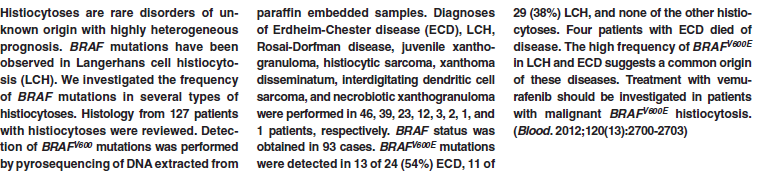 Histiocytoses are rare disorders of un-
known origin with highly heterogeneous
prognosis. BRAF mutations have been
observed in Langerhans cell histiocyto-
sis (LCH). We investigated the frequency
of BRAF mutations in several types of
histiocytoses. Histology from 127 patients
with histiocytoses were reviewed. Detec-
tion of BRAFV600 mutations was performed
by pyrosequencing of DNA extracted from
paraffin embedded samples. Diagnoses
of Erdheim-Chester disease (ECD), LCH,
Rosai-Dorfman disease, juvenile xantho-
granuloma, histiocytic sarcoma, xanthoma
disseminatum, interdigitating dendritic cell
sarcoma, and necrobiotic xanthogranuloma
were performed in 46, 39, 23, 12, 3, 2, 1, and
1 patients, respectively. BRAF status was
obtained in 93 cases. BRAFV600E mutations
were detected in 13 of 24 (54%) ECD, 11 of
29 (38%) LCH, and none of the other histio-
cytoses. Four patients with ECD died of
disease. The high frequency of BRAFV600E
in LCH and ECD suggests a common origin
of these diseases. Treatment with vemu-
rafenib should be investigated in patients
with malignant BRAFV600E histiocytosis.
(Blood. 2012;120(13):2700-2703)